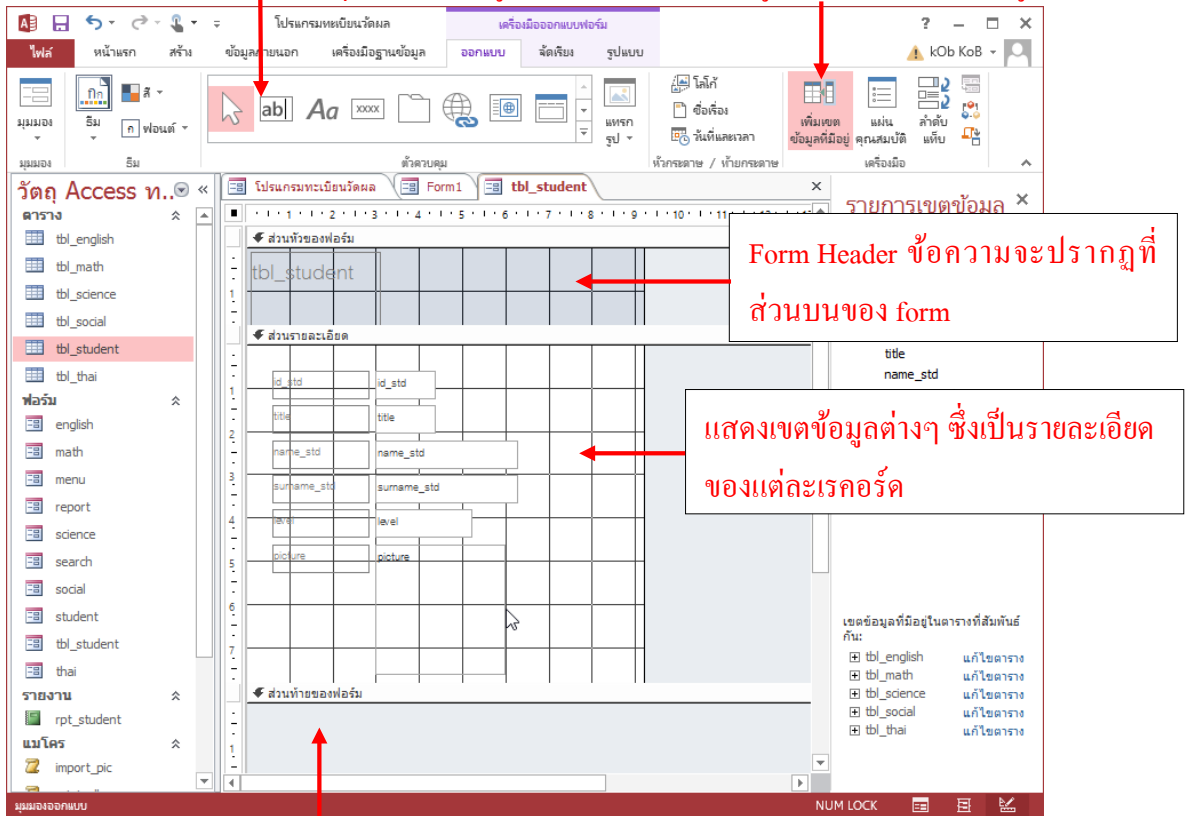 โปรแกรมทะเบียนวัดผล
เครื่องมือออกแบบฟอร์ม
?
ไฟล์ หน้าแรก สร้าง ข้อมูลภายนอก เครื่องมือฐานข้อมูล ออกแบบ จัดเรียง รูปแบบ kOb KoB
มุมมอง
ธีม
สี
ฟอนต์
ab Aa xxxx
แทรกรูป
โลโก้
ชื่อเรื่อง
วันที่และเวลา
เพิ่มเขตข้อมูลที่มีอยู่
แผ่นคุณสมบัติ
ลำดับแท็บ
มุมมอง ธีม ตัวควบคุม หัวกระดาษ / ท้ายกระดาษ เครื่องมือ
วัตถุ Access ท..
ตาราง
tbl_english
tbl_math
tbl_science
tbl_social
tbl_student
tbl_thai
ฟอร์ม
english
math
menu
report
science
search
social
student
tbl_student
thai
รายงาน
rpt_student
แมโคร
import_pic
โปรแกรมทะเบียนวัดผล Form1 tbl_student
1 2 3 4 5 6 7 8 9 10 11
ส่วนหัวของฟอร์ม
tbl_student
1
ส่วนรายละเอียด
id_std id_std
title title
name_std name_std
surname_std surname_std
level level
picture picture
1
2
3
4
5
6
7
ส่วนท้ายของฟอร์ม
1
Form Header ข้อความจะปรากฏที่
ส่วนบนของ form
แสดงเขตข้อมูลต่างๆ ซึ่งเป็นรายละเอียด
ของแต่ละเรคอร์ด
รายการเขตข้อมูล
title
name_std
เขตข้อมูลที่มีอยู่ในตารางที่สัมพันธ์
กัน:
tbl_english แก้ไขตาราง
tbl_math แก้ไขตาราง
tbl_science แก้ไขตาราง
tbl_social แก้ไขตาราง
tbl_thai แก้ไขตาราง
มุมมองออกแบบ NUM LOCK